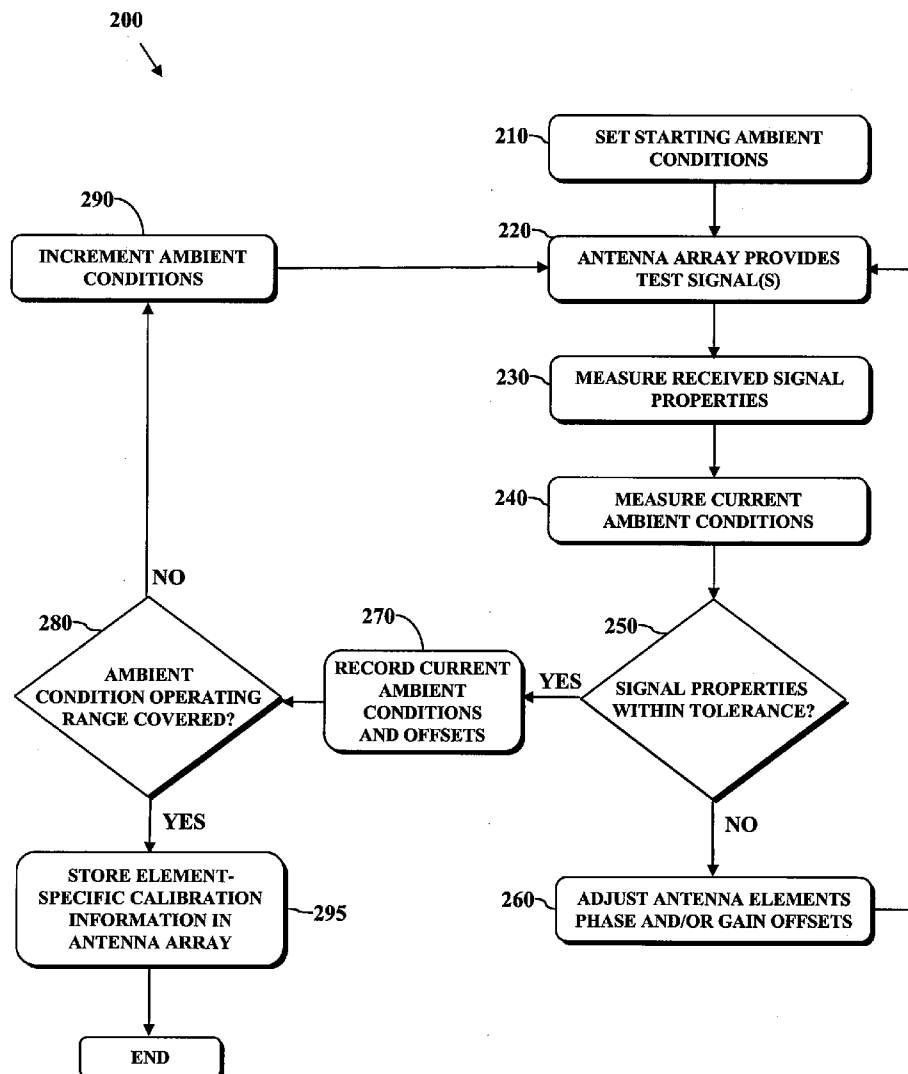 200
210
SET STARTING AMBIENT
CONDITIONS
290
INCREMENT AMBIENT
CONDITIONS
220
ANTENNA ARRAY PROVIDES
TEST SIGNAL(S)
230
MEASURE RECEIVED SIGNAL
PROPERTIES
240
MEASURE CURRENT
AMBIENT CONDITIONS
NO
280
AMBIENT
CONDITION OPERATING
RANGE COVERED?
270
RECORD CURRENT
AMBIENT
CONDITIONS
AND OFFSETS
YES
250
SIGNAL PROPERTIES
WITHIN TOLERANCE?
YES
NO
STORE ELEMENT-
SPECIFIC CALIBRATION
INFORMATION IN
ANTENNA ARRAY
295
260
ADJUST ANTENNA ELEMENTS
PHASE AND/OR GAIN OFFSETS
END